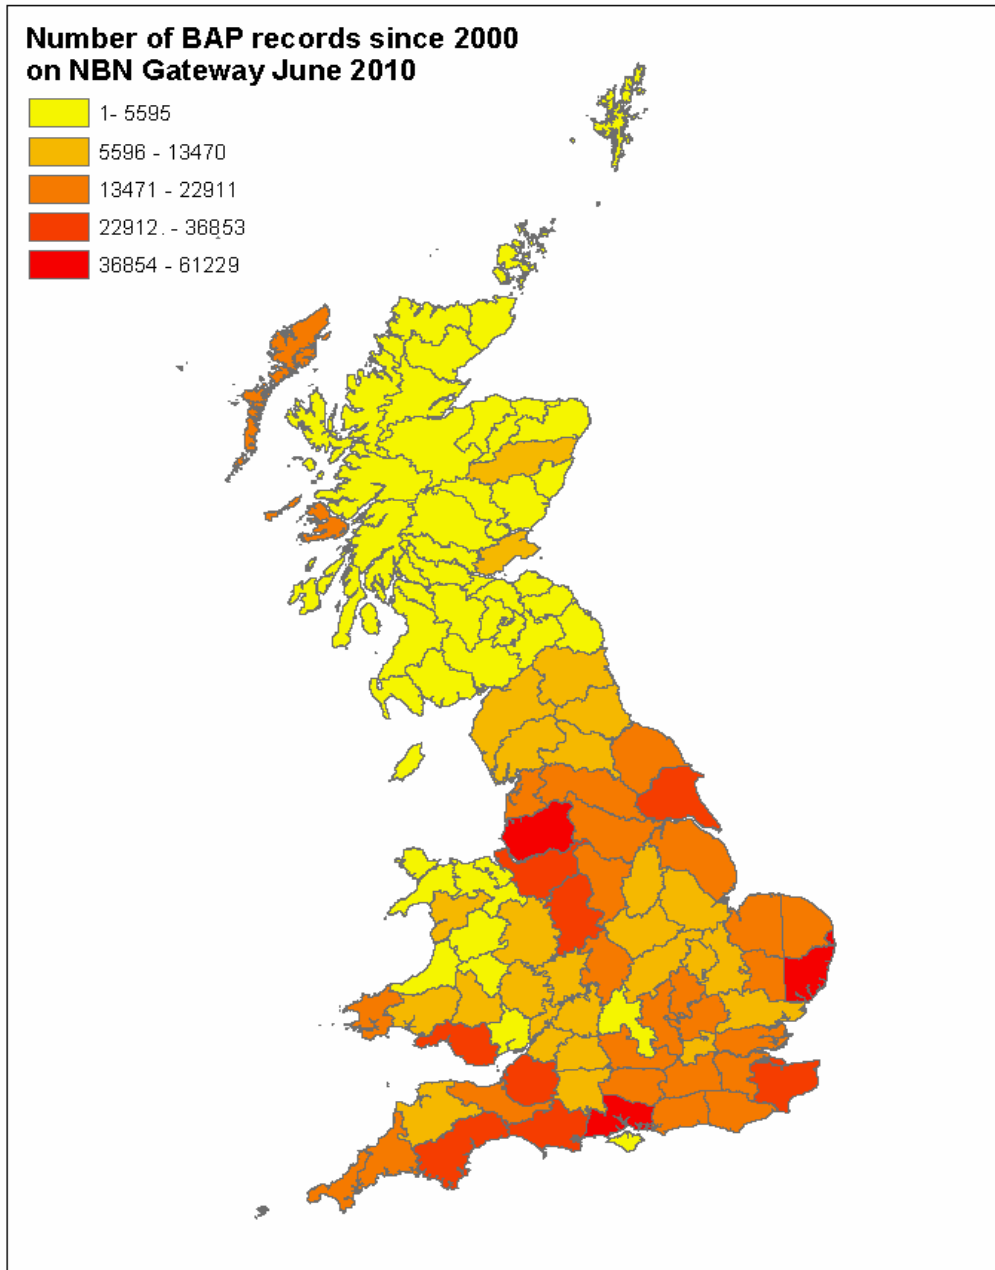 Number of BAP records since 2000
on NBN Gateway June 2010
1- 5595
5596 - 13470
13471 - 22911
22912. - 36853
36854 - 61229